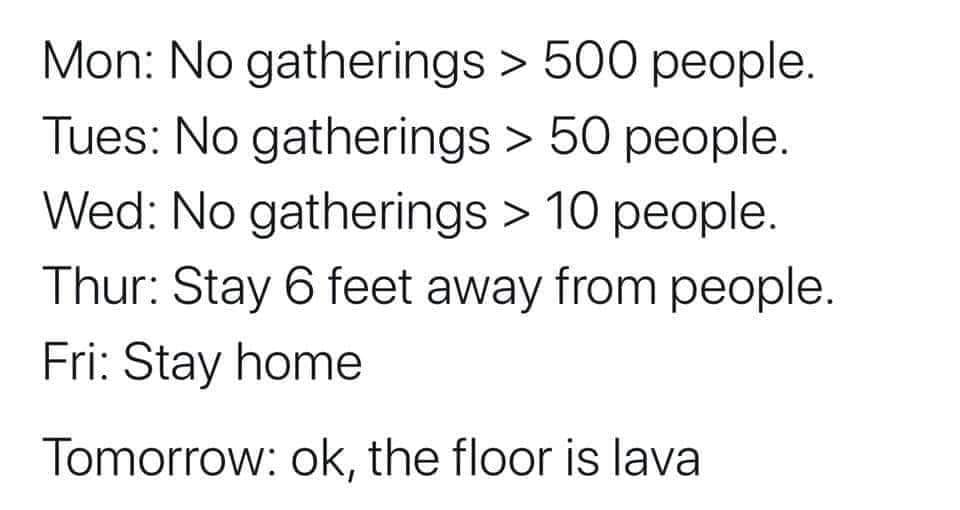 Mon: No gatherings > 500 people.
Tues: No gatherings > 50 people.
Wed: No gatherings > 10 people.
Thur: Stay 6 feet away from people.
Fri: Stay home
Tomorrow: ok, the floor is lava